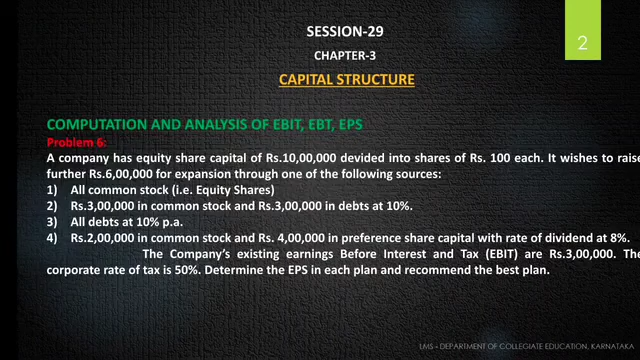 SESSION-29
2
CHAPTER-3
CAPITAL STRUCTURE
COMPUTATION AND ANALYSIS OF EBIT, EBT, EPS
Problem 6:
A company has equity share capital of Rs.10,00,000 devided into shares of Rs. 100 each. It wishes to raise
further Rs.6,00,000 for expansion through one of the following sources:
1) All common stock (i.e. Equity Shares)
2) Rs.3,00,000 in common stock and Rs.3,00,000 in debts at 10%.
3) All debts at 10% p.a.
4) Rs.2,00,000 in common stock and Rs. 4,00,000 in preference share capital with rate of dividend at 8%.
The Company's existing earnings Before Interest and Tax (EBIT) are Rs.3,00,000. The
corporate rate of tax is 50%. Determine the EPS in each plan and recommend the best plan.
LMS – DEPARTMENT OF COLLEGIATE EDUCATION, KARNATAKA